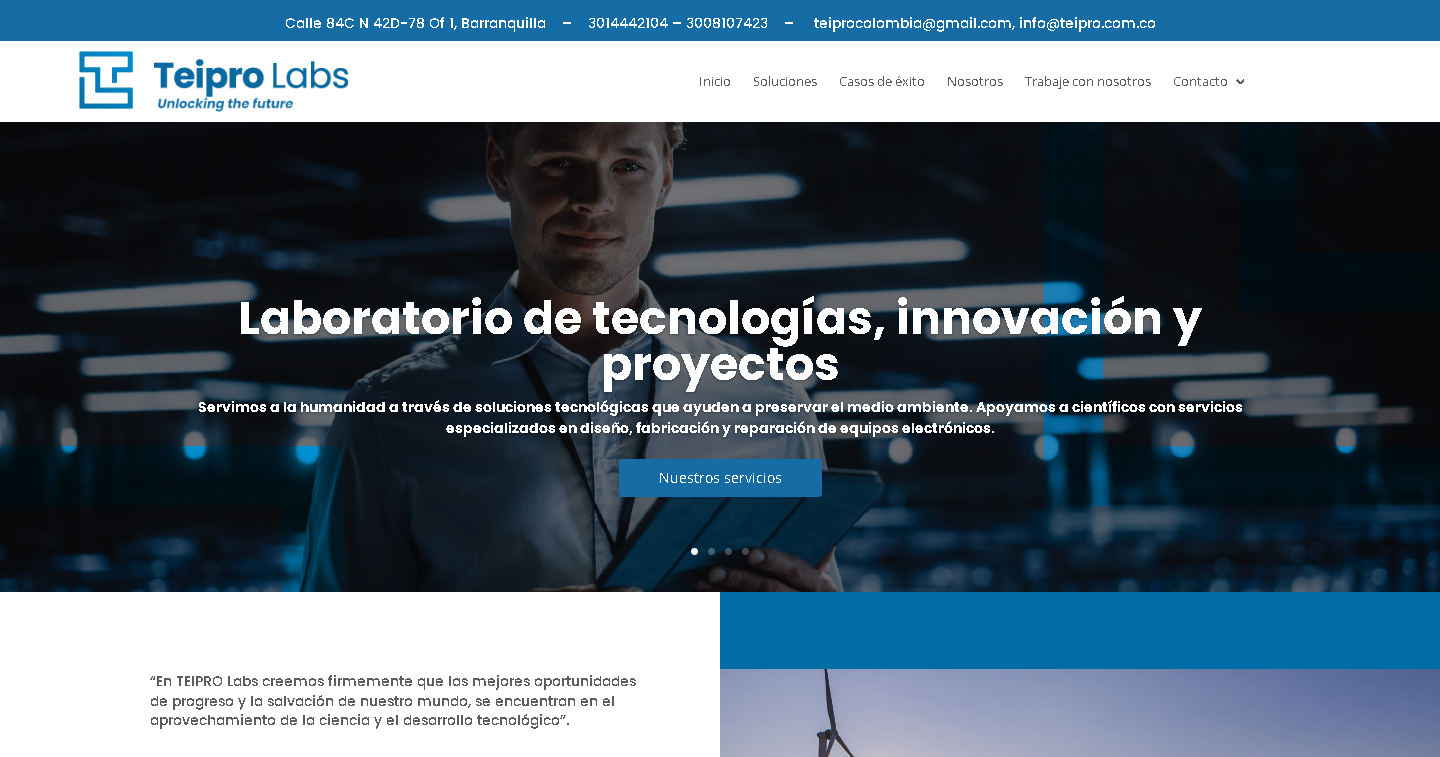 Calle 84C N 42D-78 Of 1, Barranquilla – 3014442104 – 3008107423 – teiprocolombia@gmail.com, info@teipro.com.co
Teipro Labs
Unlocking the future
Inicio Soluciones Casos de éxito Nosotros Trabaje con nosotros Contacto
Laboratorio de tecnologías, innovación y
proyectos
Servimos a la humanidad a través de soluciones tecnológicas que ayuden a preservar el medio ambiente. Apoyamos a científicos con servicios
especializados en diseño, fabricación y reparación de equipos electrónicos.
Nuestros servicios
“En TEIPRO Labs creemos firmemente que las mejores oportunidades
de progreso y la salvación de nuestro mundo, se encuentran en el
aprovechamiento de la ciencia y el desarrollo tecnológico”.